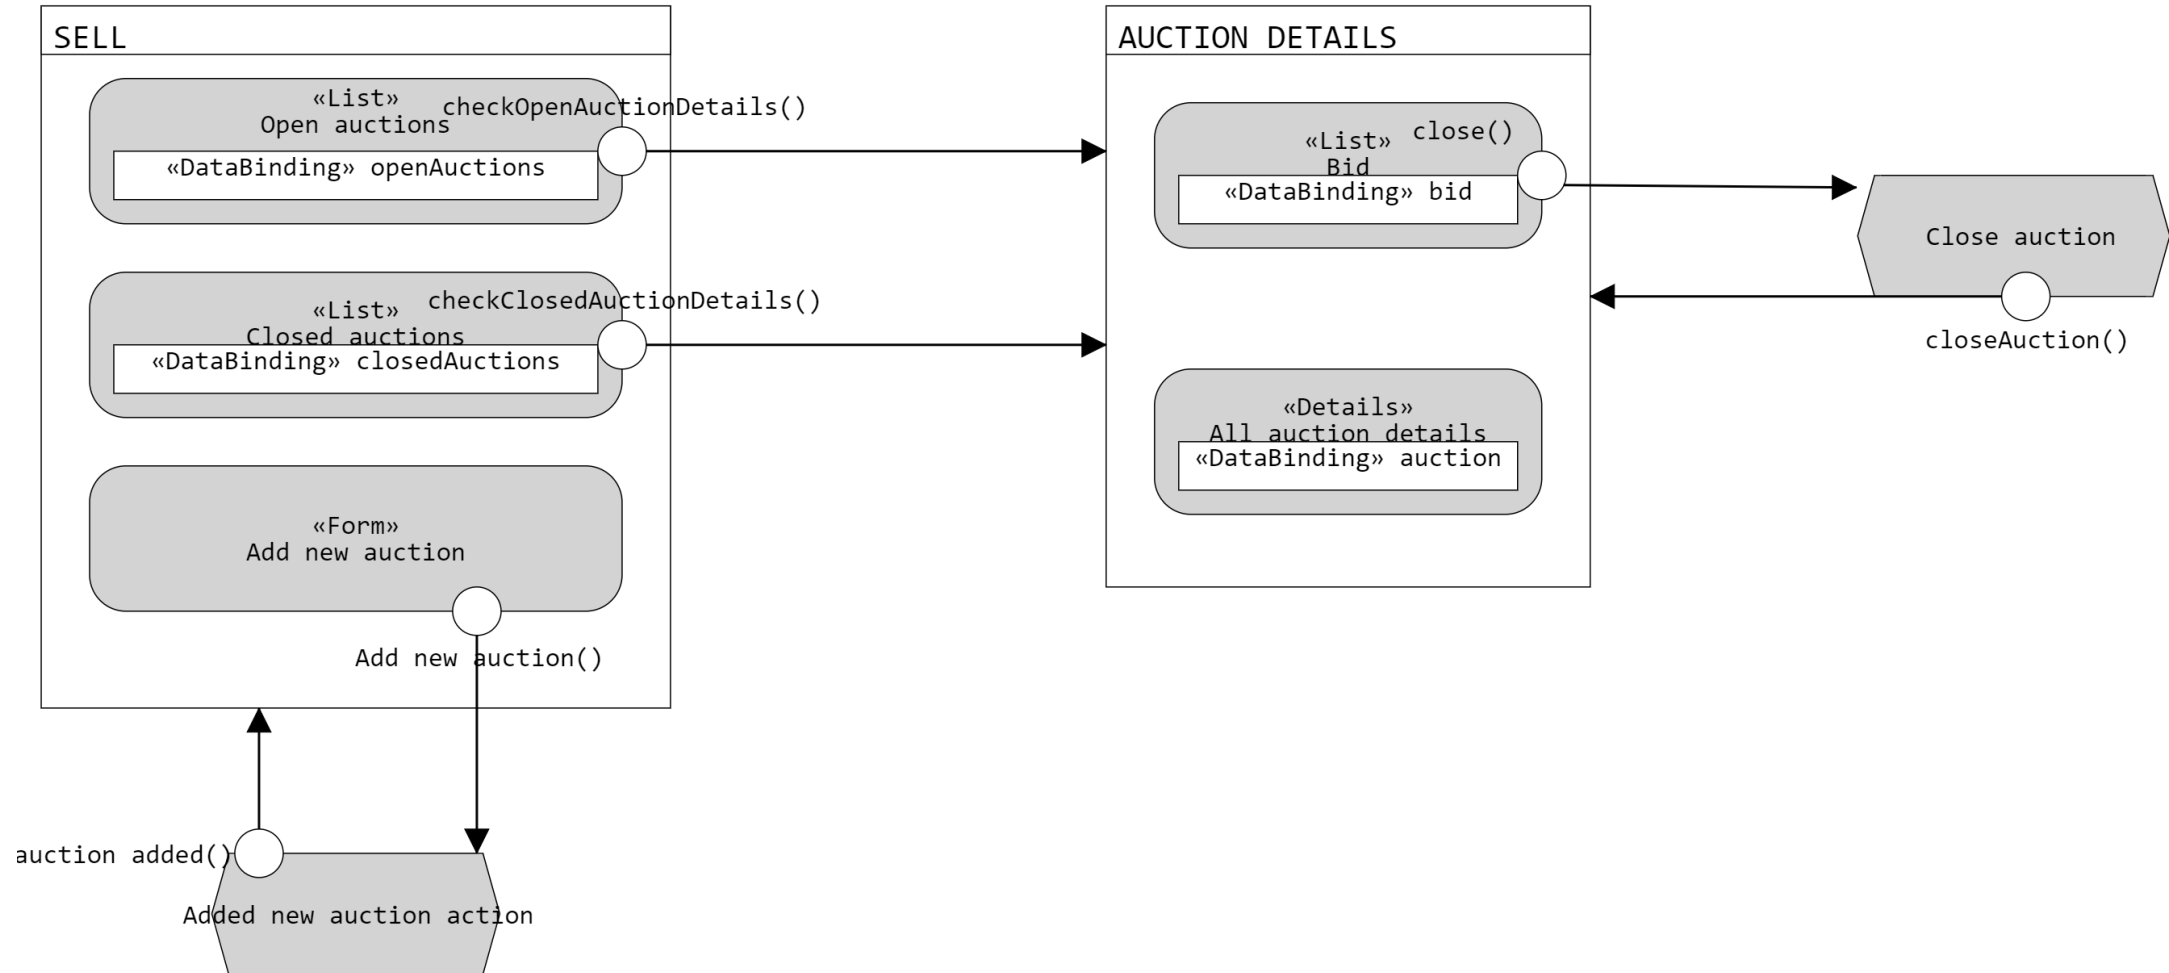 SELL
«List»
Open auctions
checkOpenAuctionDetails()
«DataBinding» openAuctions
«List»
Closed auctions
checkClosedAuctionDetails()
«DataBinding» closedAuctions
«Form»
Add new auction
Add new auction()
auction added()
Added new auction action
AUCTION DETAILS
«List»
Bid
close()
«DataBinding» bid
«Details»
All auction details
«DataBinding» auction
Close auction
closeAuction()